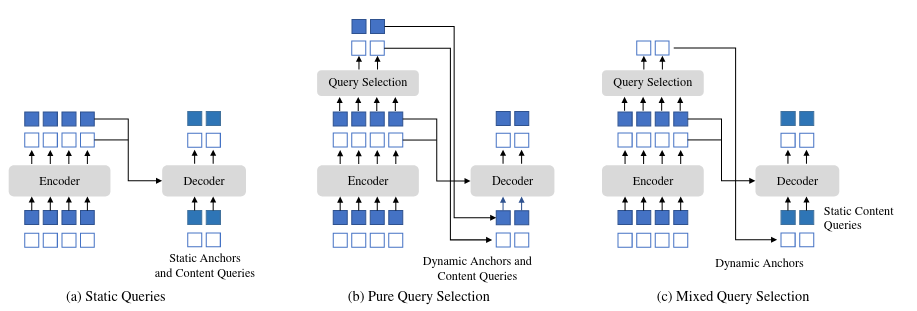 Query Selection
Query Selection
Encoder
Decoder
Encoder
Decoder
Encoder
Decoder
Static Content
Queries
Static Anchors
and Content Queries
Dynamic Anchors and
Content Queries
Dynamic Anchors
(a) Static Queries
(b) Pure Query Selection
(c) Mixed Query Selection